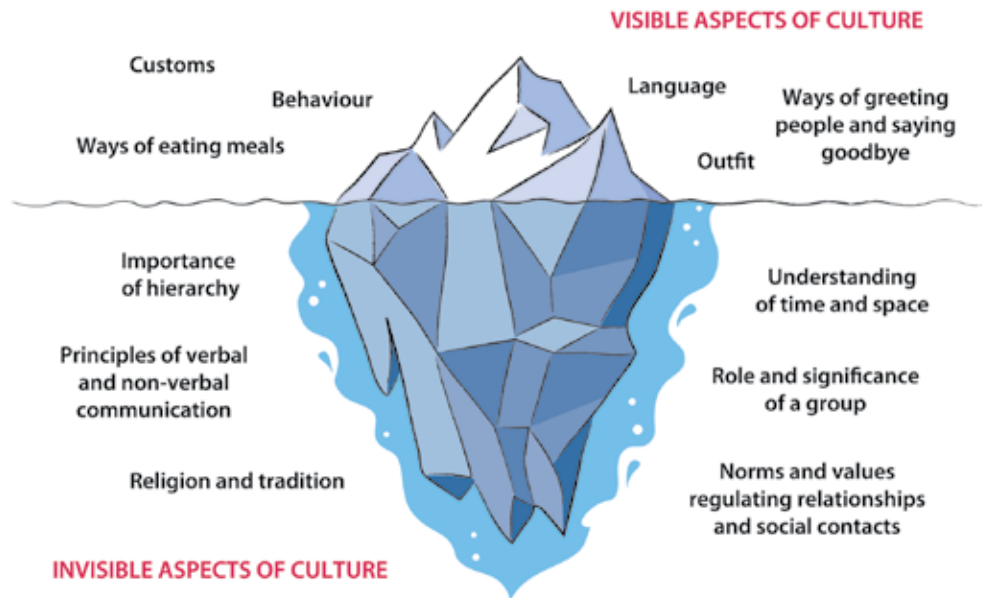 VISIBLE ASPECTS OF CULTURE
Customs
Behaviour
Ways of eating meals
Language
Ways of greeting
people and saying
goodbye
Outfit
Importance
of hierarchy
Principles of verbal
and non-verbal
communication
Religion and tradition
Understanding
of time and space
Role and significance
of a group
Norms and values
regulating relationships
and social contacts
INVISIBLE ASPECTS OF CULTURE